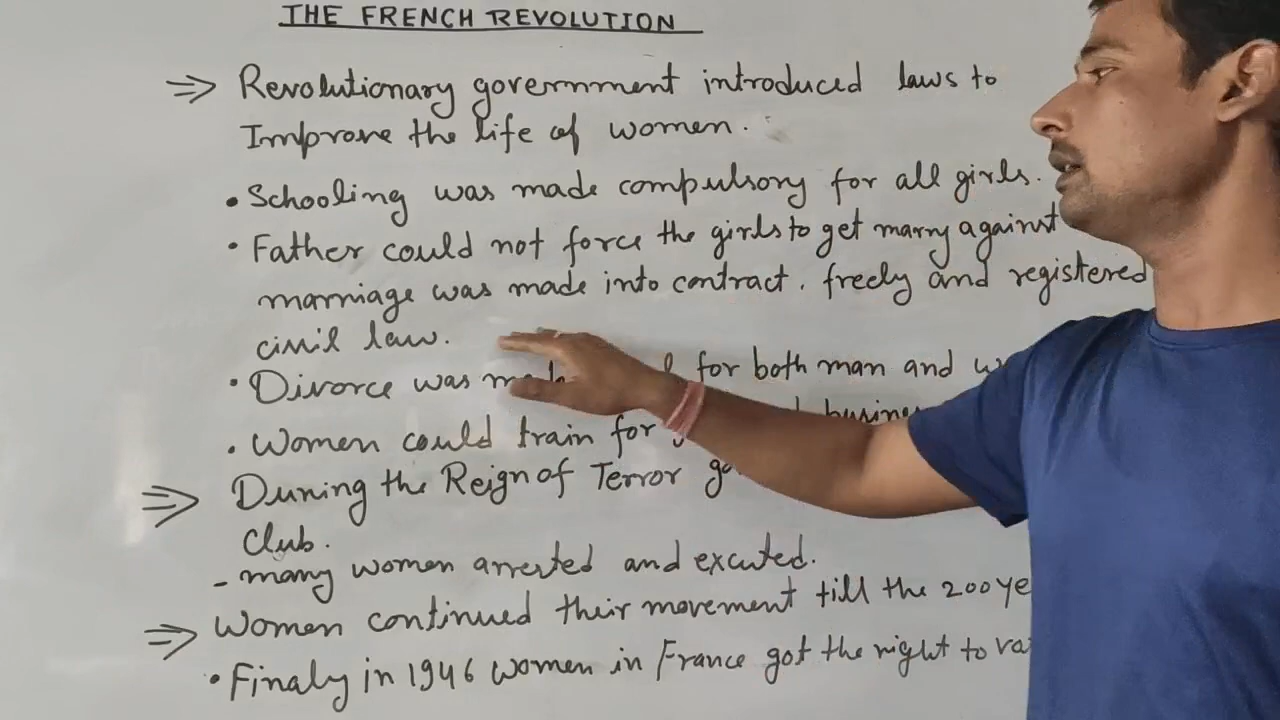 THE FRENCH REVOLUTION
⇒ Revolutionary government introduced laws to
Improve the life of women.
• Schooling was made compulsory for all girls.
• Father could not force the girls to get marry against
marriage was made into contract. freely and registered
civil law.
• Divorce was for both man and
• Women could train for
⇒ During the Reign of Terror
Club.
- many women arrested and excuted.
⇒ Women continued their movement till the 200
• Finaly in 1946 women in France got the right to